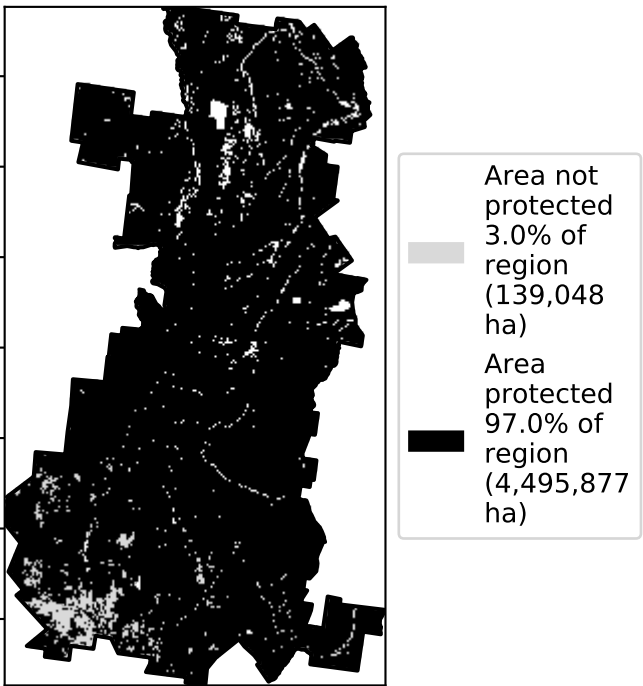 Area not
protected
3.0% of
region
(139,048
ha)
Area
protected
97.0% of
region
(4,495,877
ha)